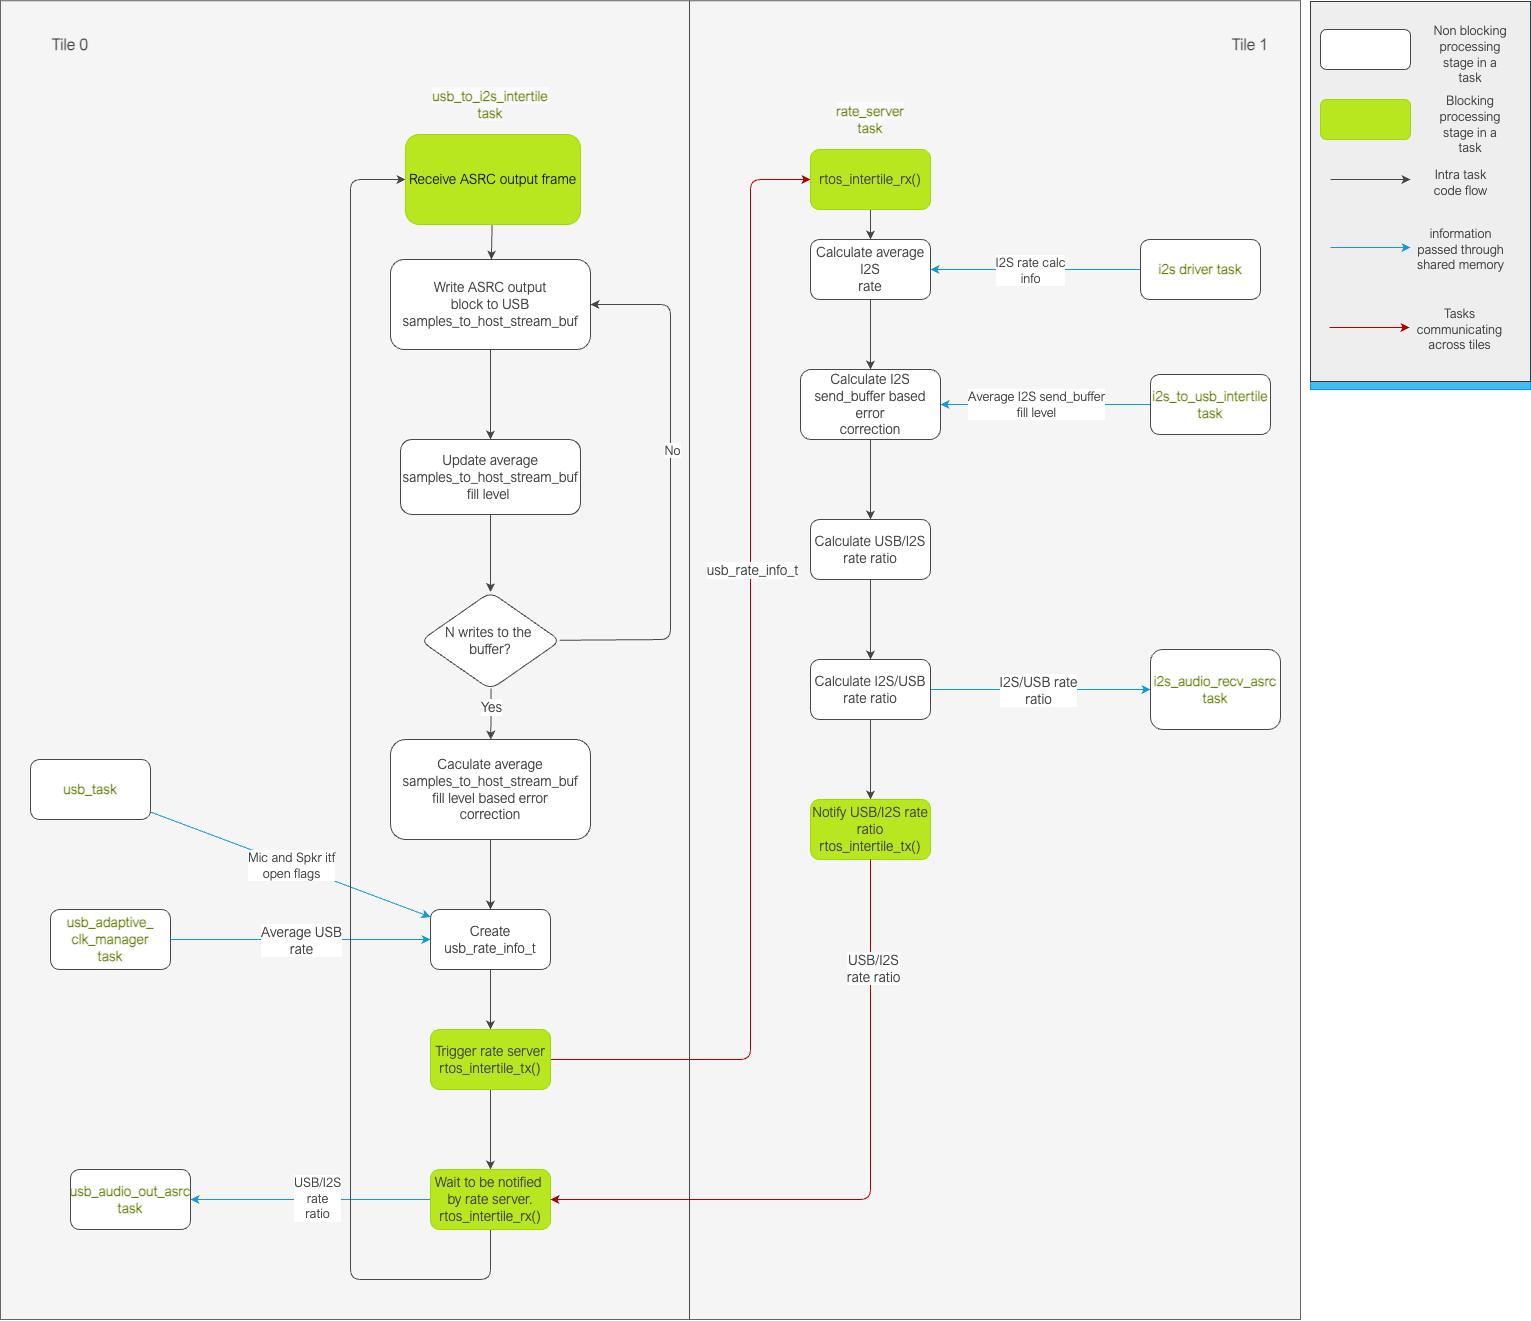 Tile 0
usb_to_i2s_intertile
task
Receive ASRC output frame
Write ASRC output
block to USB
samples_to_host_stream_buf
No
Update average
samples_to_host_stream_buf
fill level
N writes to the
buffer?
Yes
Caculate average
samples_to_host_stream_buf
fill level based error
correction
usb_task
Mic and Spkr itf
open flags
usb_adaptive_
clk_manager
task
Average USB
rate
Create
usb_rate_info_t
Trigger rate server
rtos_intertile_tx()
Wait to be notified
by rate server.
rtos_intertile_rx()
USB/I2S
rate
ratio
usb_audio_out_asrc
task
usb_rate_info_t
Tile 1
rate_server
task
rtos_intertile_rx()
Calculate average
I2S
rate
I2S rate calc
info
i2s driver task
Calculate I2S
send_buffer based
error
correction
Average I2S send_buffer
fill level
i2s_to_usb_intertile
task
Calculate USB/I2S
rate ratio
Calculate I2S/USB
rate ratio
I2S/USB rate
ratio
i2s_audio_recv_asrc
task
Notify USB/I2S rate
ratio
rtos_intertile_tx()
USB/I2S
rate ratio
Non blocking
processing
stage in a
task
Blocking
processing
stage in a
task
Intra task
code flow
information
passed through
shared memory
Tasks
communicating
across tiles